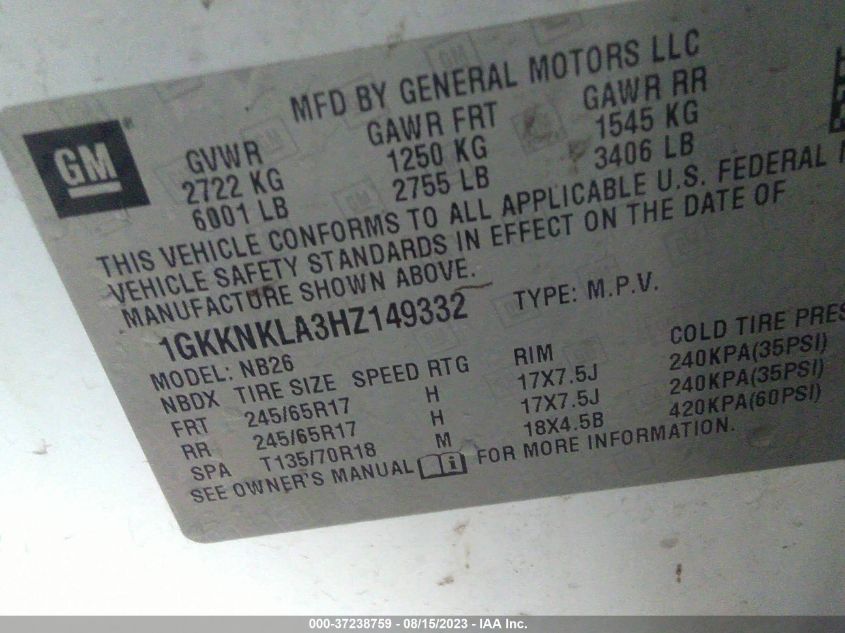 MFD BY GENERAL MOTORS LLC
GM
GVWR GAWR FRT GAWR RR
2722 KG 1250 KG 1545 KG
6001 LB 2755 LB 3406 LB
THIS VEHICLE CONFORMS TO ALL APPLICABLE U.S. FEDERAL
VEHICLE SAFETY STANDARDS IN EFFECT ON THE DATE OF
MANUFACTURE SHOWN ABOVE.
1GKKNKLA3HZ149332 TYPE: M.P.V.
MODEL: NB26
NBDX TIRE SIZE SPEED RTG RIM COLD TIRE PRES
FRT 245/65R17 H 17X7.5J 240KPA(35PSI)
RR 245/65R17 H 17X7.5J 240KPA(35PSI)
SPA T135/70R18 M 18X4.5B 420KPA(60PSI)
SEE OWNER'S MANUAL i FOR MORE INFORMATION.
000-37238759 - 08/15/2023 - IAA Inc.